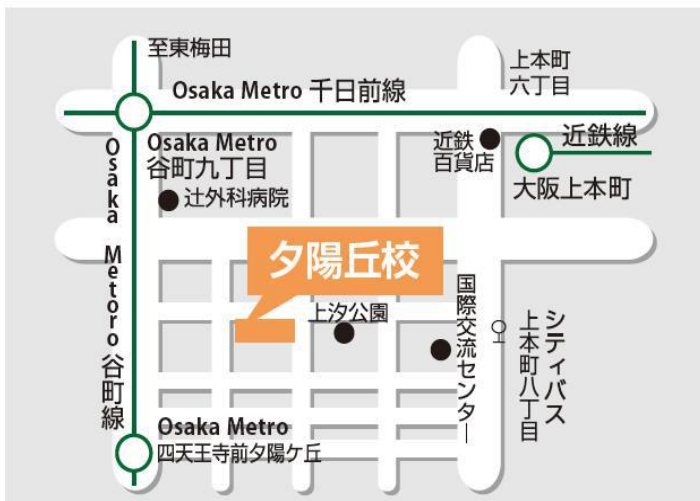 至東梅田
上本町
六丁目
Osaka Metro 千日前線
Osaka Metro
谷町九丁目
近鉄
百貨店
近鉄線
大阪上本町
辻外科病院
夕陽丘校
上汐公園
国際交流センター
シティバス
上本町八丁目
Osaka Metoro 谷町線
Osaka Metro
四天王寺前夕陽ケ丘